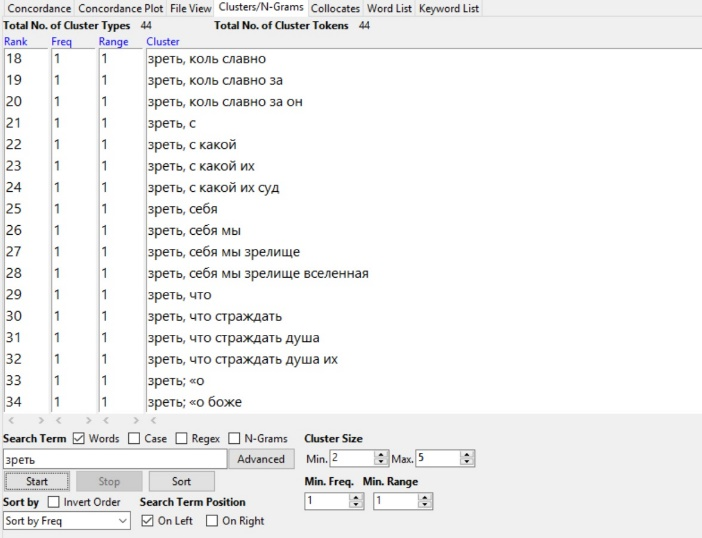 Concordance Concordance Plot File View Clusters/N-Grams Collocates Word List Keyword List
Total No. of Cluster Types 44 Total No. of Cluster Tokens 44
Rank Freq Range Cluster
18 1 1 зреть, коль славно
19 1 1 зреть, коль славно за
20 1 1 зреть, коль славно за он
21 1 1 зреть, с
22 1 1 зреть, с какой
23 1 1 зреть, с какой их
24 1 1 зреть, с какой их суд
25 1 1 зреть, себя
26 1 1 зреть, себя мы
27 1 1 зреть, себя мы зрелище
28 1 1 зреть, себя мы зрелище вселенная
29 1 1 зреть, что
30 1 1 зреть, что страждать
31 1 1 зреть, что страждать душа
32 1 1 зреть, что страждать душа их
33 1 1 зреть; «о
34 1 1 зреть; «о боже
Search Term Words Case Regex N-Grams Cluster Size
зреть Advanced Min. 2 Max. 5
Start Stop Sort Min. Freq. Min. Range
Sort by Invert Order Search Term Position 1 1
Sort by Freq On Left On Right